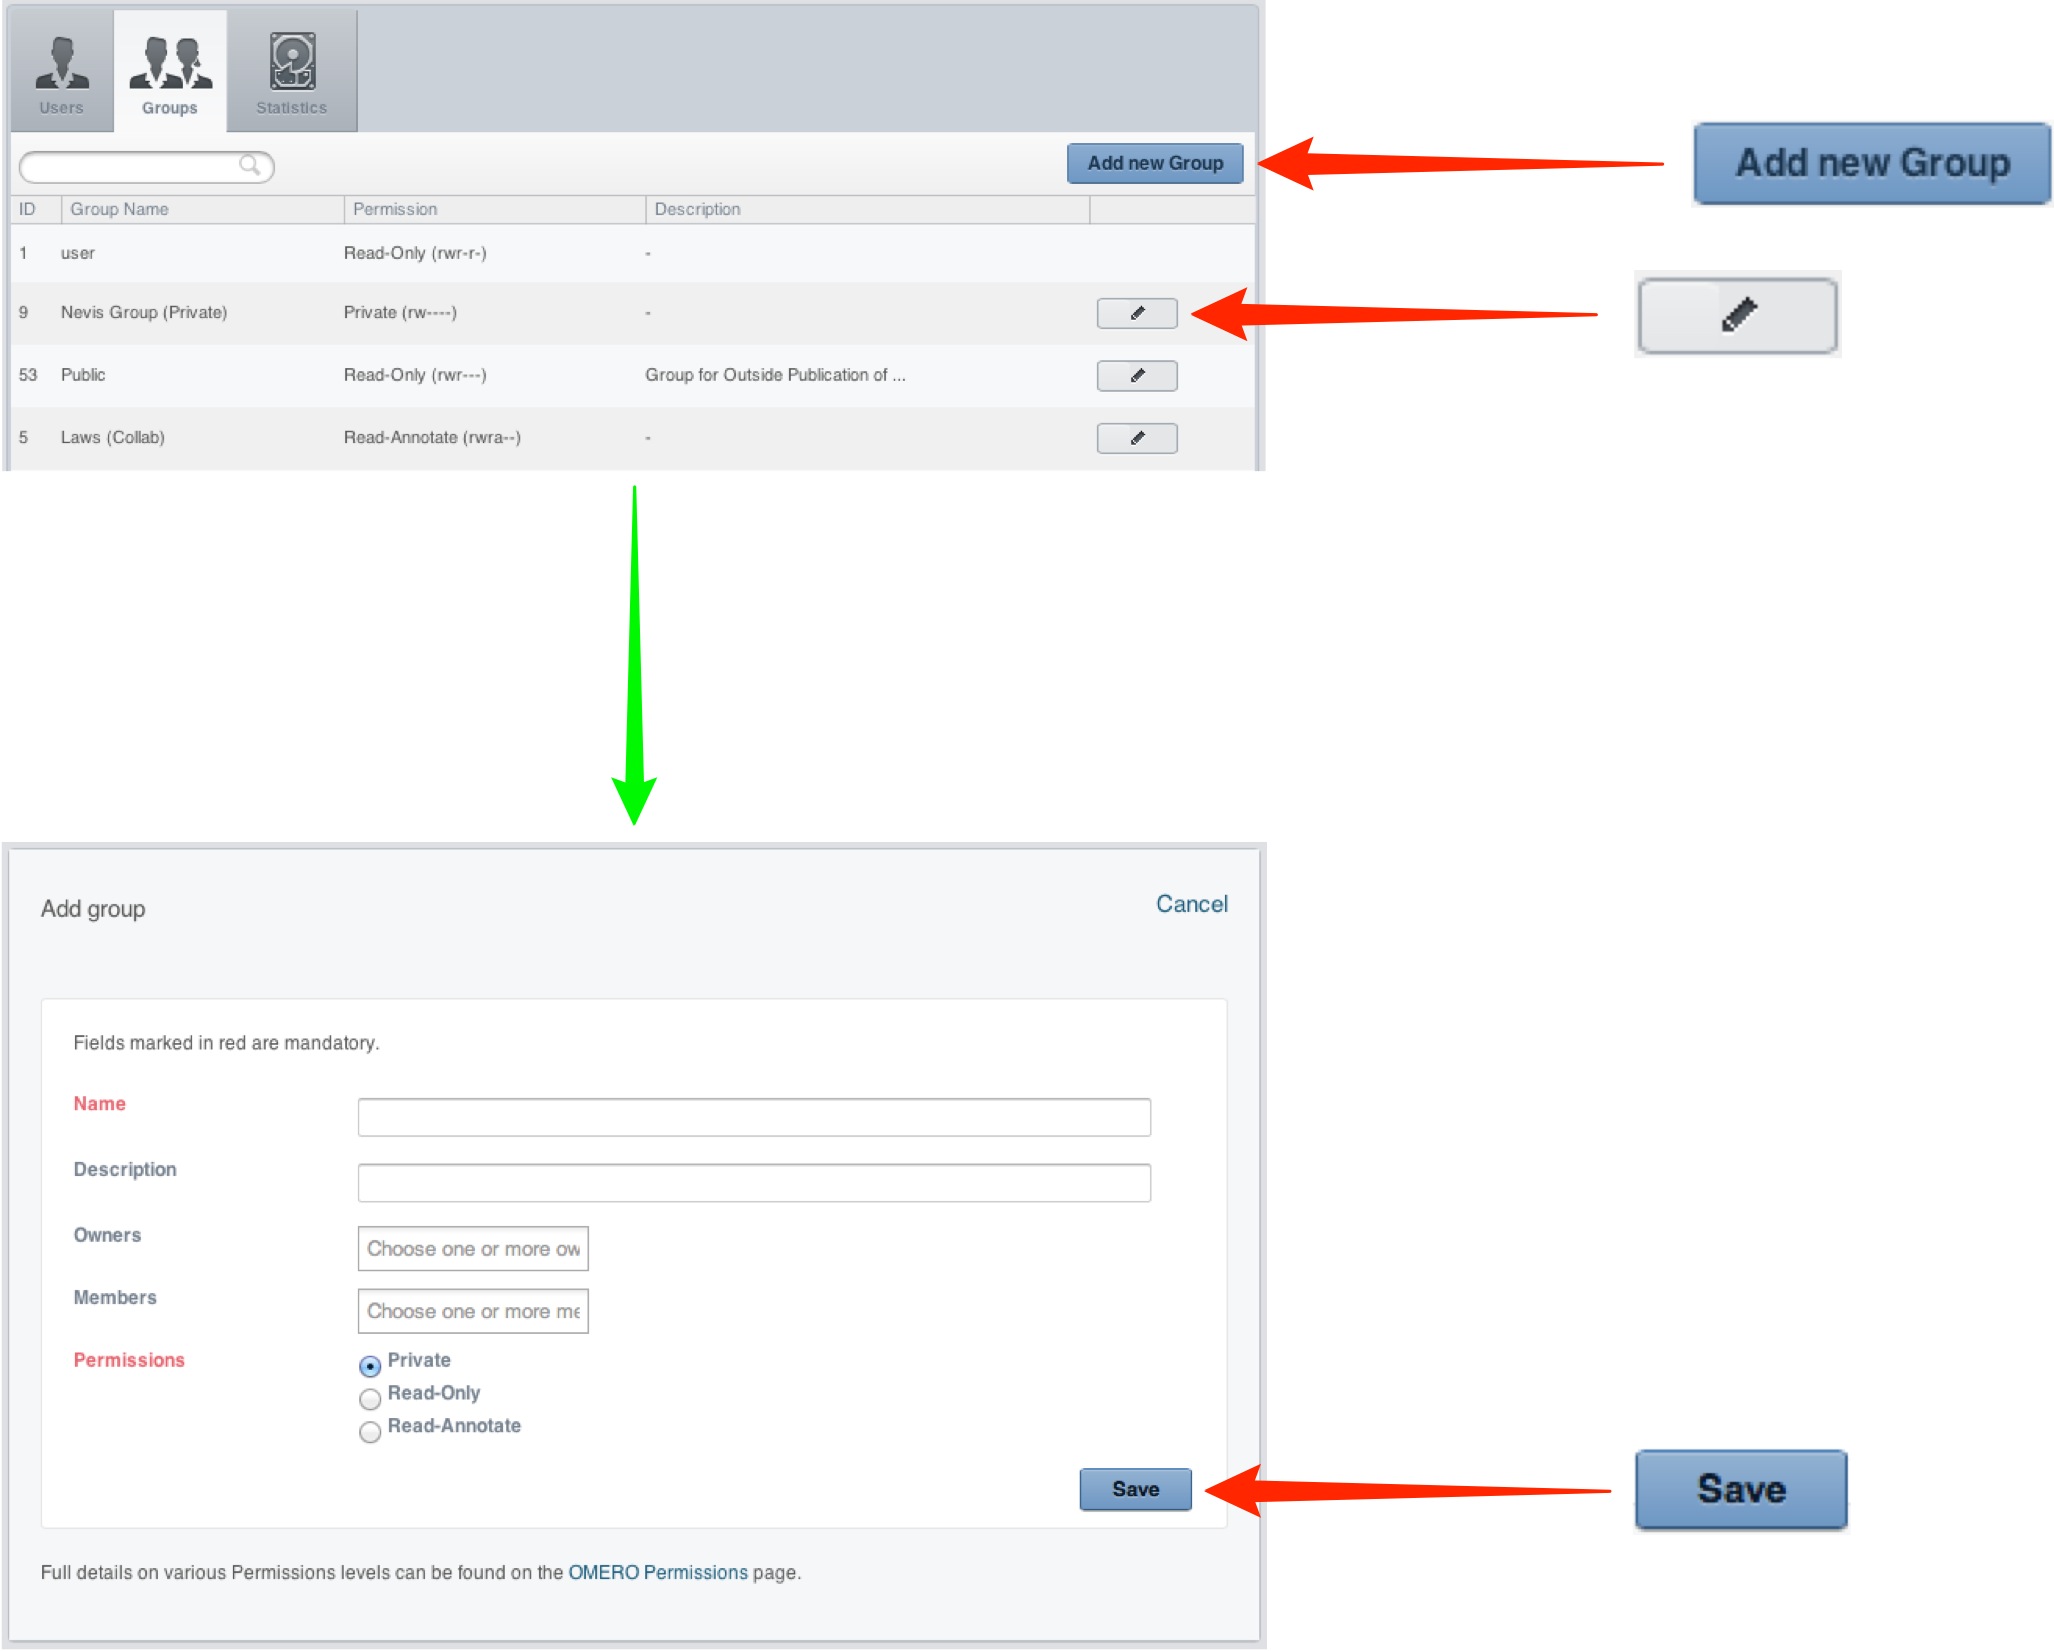 Users Groups Statistics
Add new Group Add new Group
ID Group Name Permission Description
1 user Read-Only (rwr-r-) -
9 Nevis Group (Private) Private (rw----) -
53 Public Read-Only (rwr---) Group for Outside Publication of ...
5 Laws (Collab) Read-Annotate (rwra--) -
Add group Cancel
Fields marked in red are mandatory.
Name
Description
Owners Choose one or more ow
Members Choose one or more me
Permissions Private
Read-Only
Read-Annotate
Save Save
Full details on various Permissions levels can be found on the OMERO Permissions page.